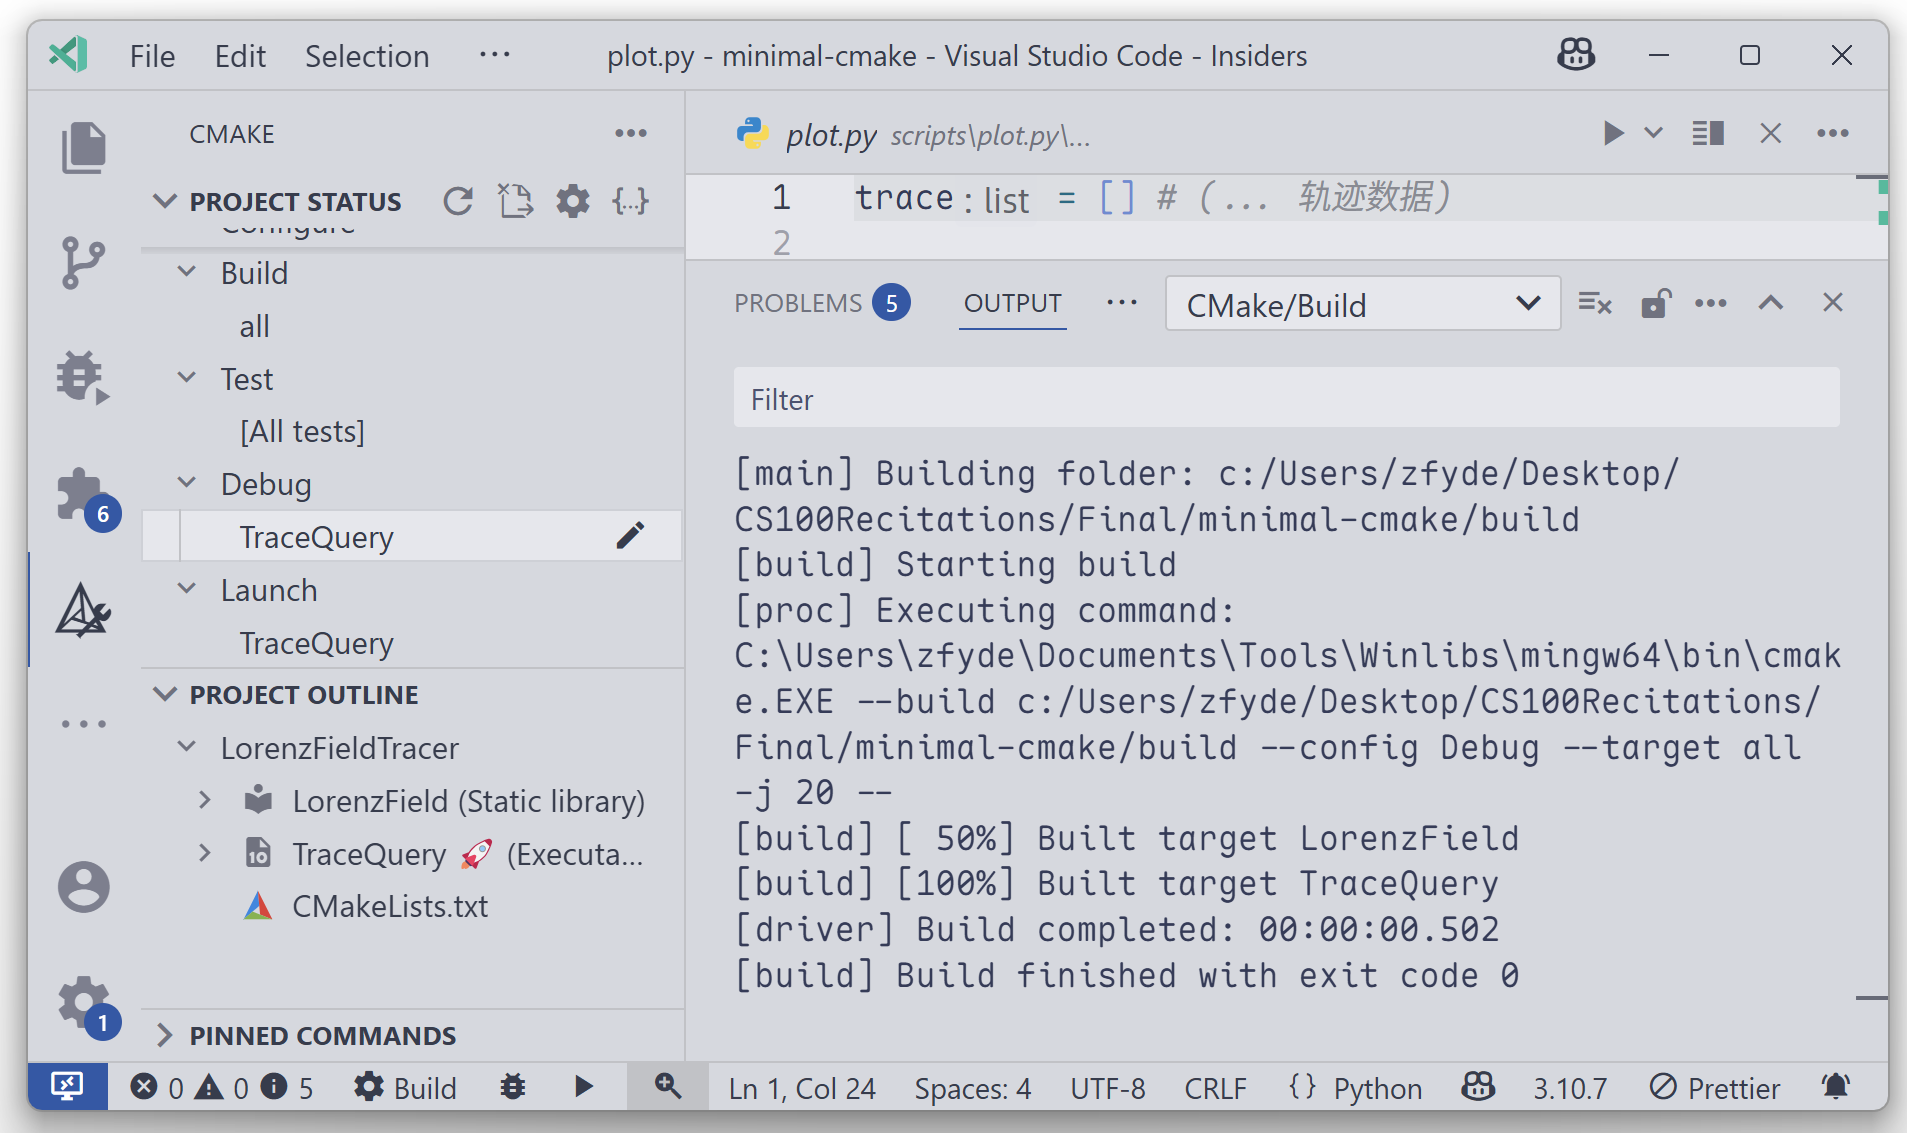 File Edit Selection ··· plot.py - minimal-cmake - Visual Studio Code - Insiders
CMAKE
PROJECT STATUS
Configure
Build
all
Test
[All tests]
Debug
TraceQuery
Launch
TraceQuery
PROJECT OUTLINE
LorenzFieldTracer
LorenzField (Static library)
TraceQuery 🚀 (Executa...
CMakeLists.txt
PINNED COMMANDS
6
1
plot.py scripts\plot.py\...
1 trace: list = [] # (... 轨迹数据)
2
PROBLEMS 5 OUTPUT ··· CMake/Build
Filter
[main] Building folder: c:/Users/zfyde/Desktop/
CS100Recitations/Final/minimal-cmake/build
[build] Starting build
[proc] Executing command:
C:\Users\zfyde\Documents\Tools\Winlibs\mingw64\bin\cmak
e.EXE --build c:/Users/zfyde/Desktop/CS100Recitations/
Final/minimal-cmake/build --config Debug --target all
-j 20 --
[build] [ 50%] Built target LorenzField
[build] [100%] Built target TraceQuery
[driver] Build completed: 00:00:00.502
[build] Build finished with exit code 0
0 0 5 Build Ln 1, Col 24 Spaces: 4 UTF-8 CRLF {} Python 3.10.7 Prettier